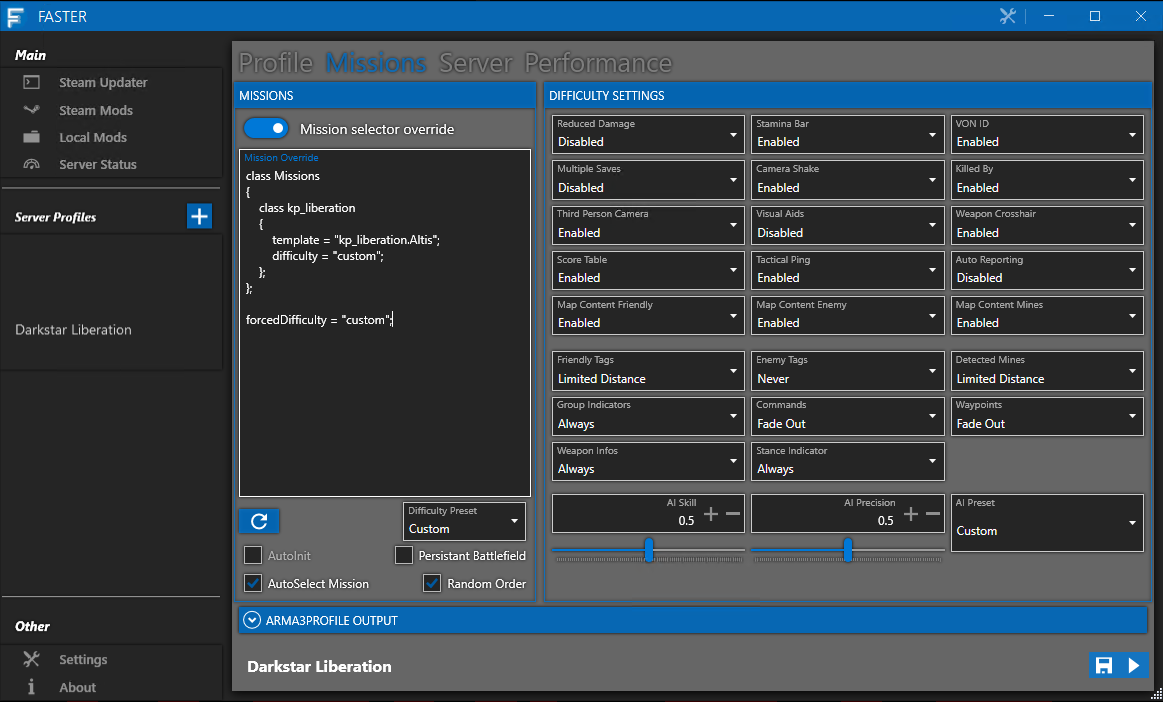 FASTER
Main
Steam Updater
Steam Mods
Local Mods
Server Status
Server Profiles
Darkstar Liberation
Other
Settings
About
Profile Missions Server Performance
MISSIONS
Mission selector override
Mission Override
class Missions
{
class kp_liberation
{
template = "kp_liberation.Altis";
difficulty = "custom";
};
};
forcedDifficulty = "custom";
Difficulty Preset
Custom
AutoInit
Persistant Battlefield
AutoSelect Mission
Random Order
DIFFICULTY SETTINGS
Reduced Damage
Disabled
Stamina Bar
Enabled
VON ID
Enabled
Multiple Saves
Disabled
Camera Shake
Enabled
Killed By
Enabled
Third Person Camera
Enabled
Visual Aids
Disabled
Weapon Crosshair
Enabled
Score Table
Enabled
Tactical Ping
Enabled
Auto Reporting
Disabled
Map Content Friendly
Enabled
Map Content Enemy
Enabled
Map Content Mines
Enabled
Friendly Tags
Limited Distance
Enemy Tags
Never
Detected Mines
Limited Distance
Group Indicators
Always
Commands
Fade Out
Waypoints
Fade Out
Weapon Infos
Always
Stance Indicator
Always
AI Skill
0.5
AI Precision
0.5
AI Preset
Custom
ARMA3PROFILE OUTPUT
Darkstar Liberation